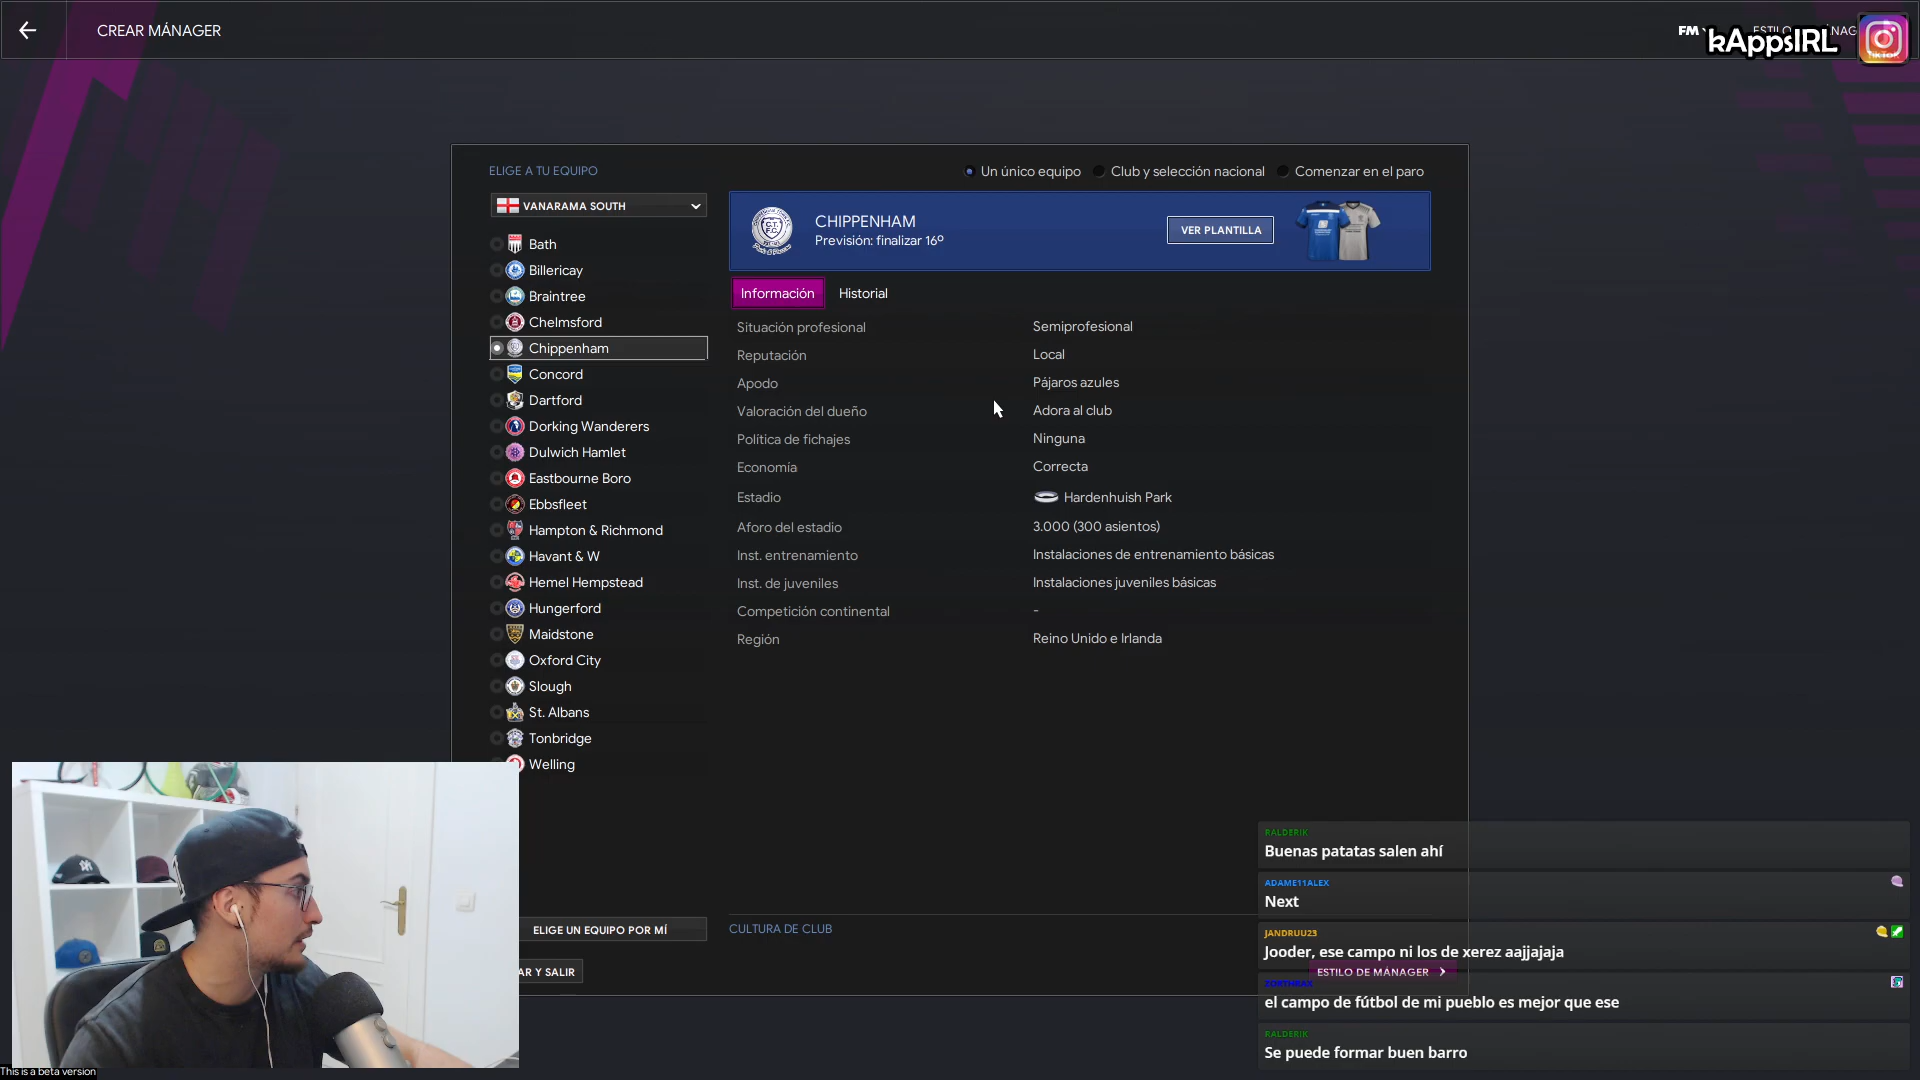 CREAR MÁNAGER
FM
kAppsIRL
ELIGE A TU EQUIPO
Un único equipo
Club y selección nacional
Comenzar en el paro
VANARAMA SOUTH
Bath
Billericay
Braintree
Chelmsford
Chippenham
Concord
Dartford
Dorking Wanderers
Dulwich Hamlet
Eastbourne Boro
Ebbsfleet
Hampton & Richmond
Havant & W
Hemel Hempstead
Hungerford
Maidstone
Oxford City
Slough
St. Albans
Tonbridge
Welling
CHIPPENHAM
Previsión: finalizar 16º
VER PLANTILLA
Información
Historial
Situación profesional
Semiprofesional
Reputación
Local
Apodo
Pájaros azules
Valoración del dueño
Adora al club
Política de fichajes
Ninguna
Economía
Correcta
Estadio
Hardenhuish Park
Aforo del estadio
3.000 (300 asientos)
Inst. entrenamiento
Instalaciones de entrenamiento básicas
Inst. de juveniles
Instalaciones juveniles básicas
Competición continental
-
Región
Reino Unido e Irlanda
ELIGE UN EQUIPO POR MÍ
AR Y SALIR
CULTURA DE CLUB
ESTILO DE MÁNAGER
RALDERIK
Buenas patatas salen ahí
ADAME11ALEX
Next
JANDRUU23
Jooder, ese campo ni los de xerez aajjajaja
el campo de fútbol de mi pueblo es mejor que ese
RALDERIK
Se puede formar buen barro
This is a beta version